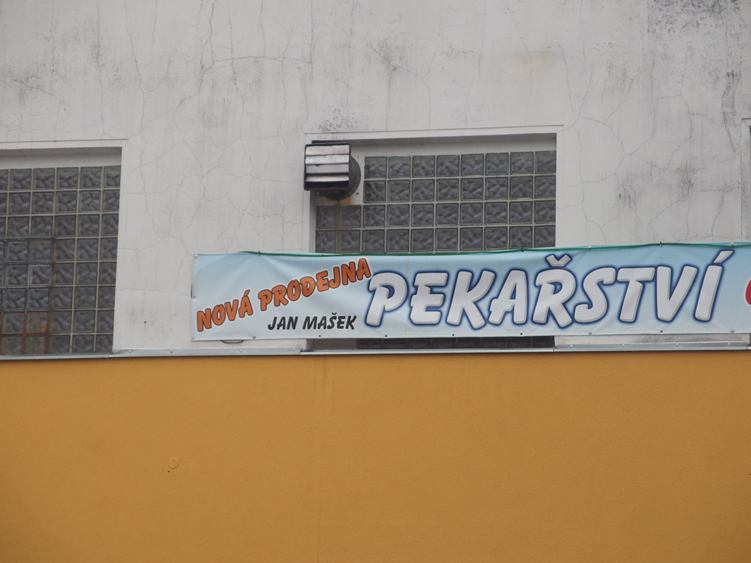 NOVÁ PRODEJNA
JAN MAŠEK
PEKAŘSTVÍ